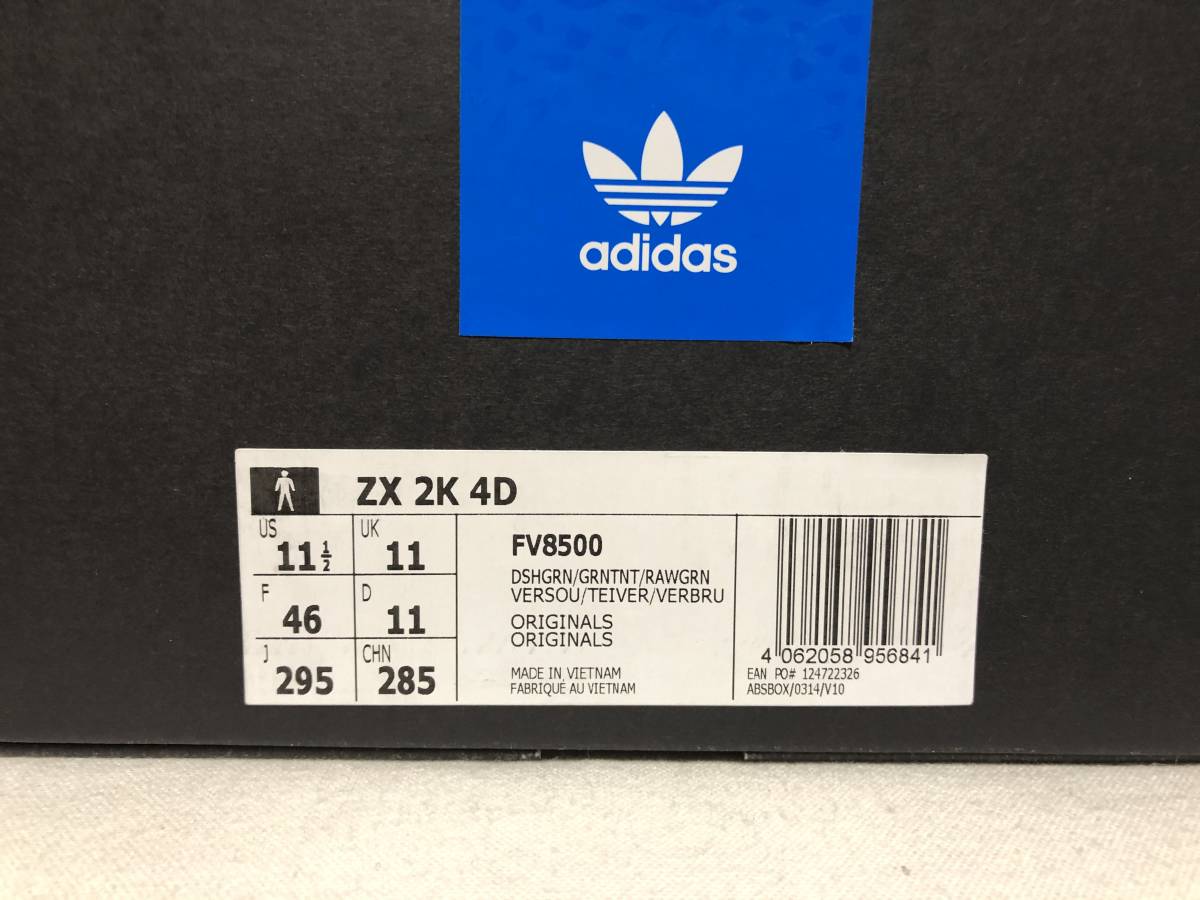 adidas
ZX 2K 4D
US
11 1/2
UK
11
F
46
D
11
J
295
CHN
285
FV8500
DSHGRN/GRNTNT/RAWGRN
VERSOU/TEIVER/VERBRU
ORIGINALS
ORIGINALS
MADE IN VIETNAM
FABRIQUÉ AU VIETNAM
4 062058 956841
EAN PO# 124722326
ABSBOX/0314/V10